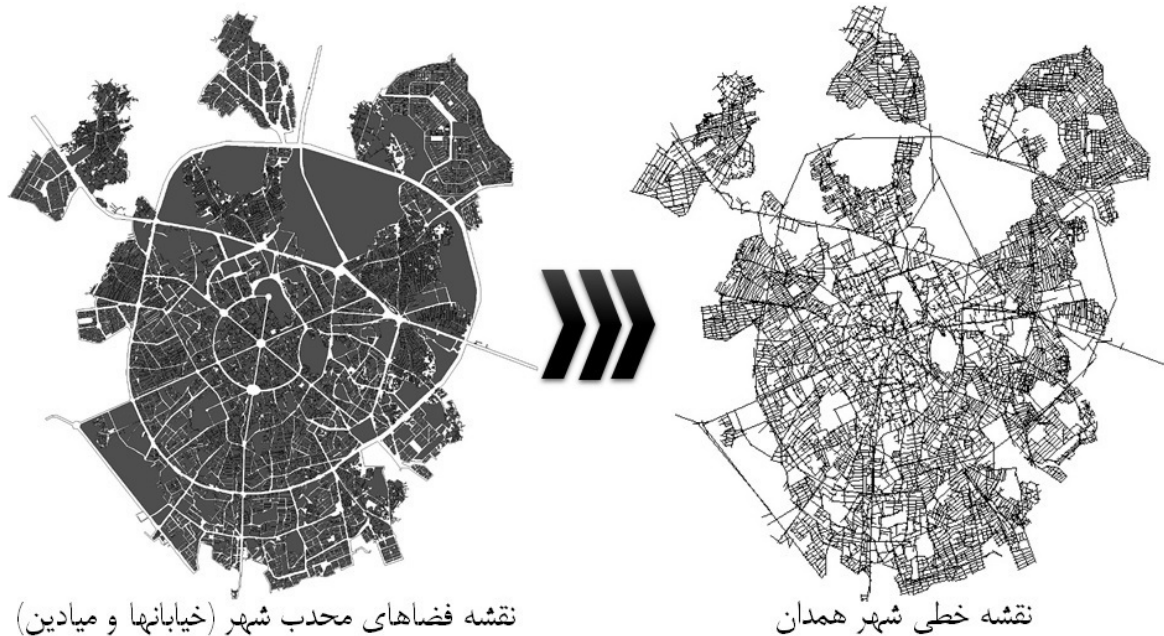 نقشه خطی شهر همدان
نقشه فضاهای محدب شهر (خیابانها و میادین)